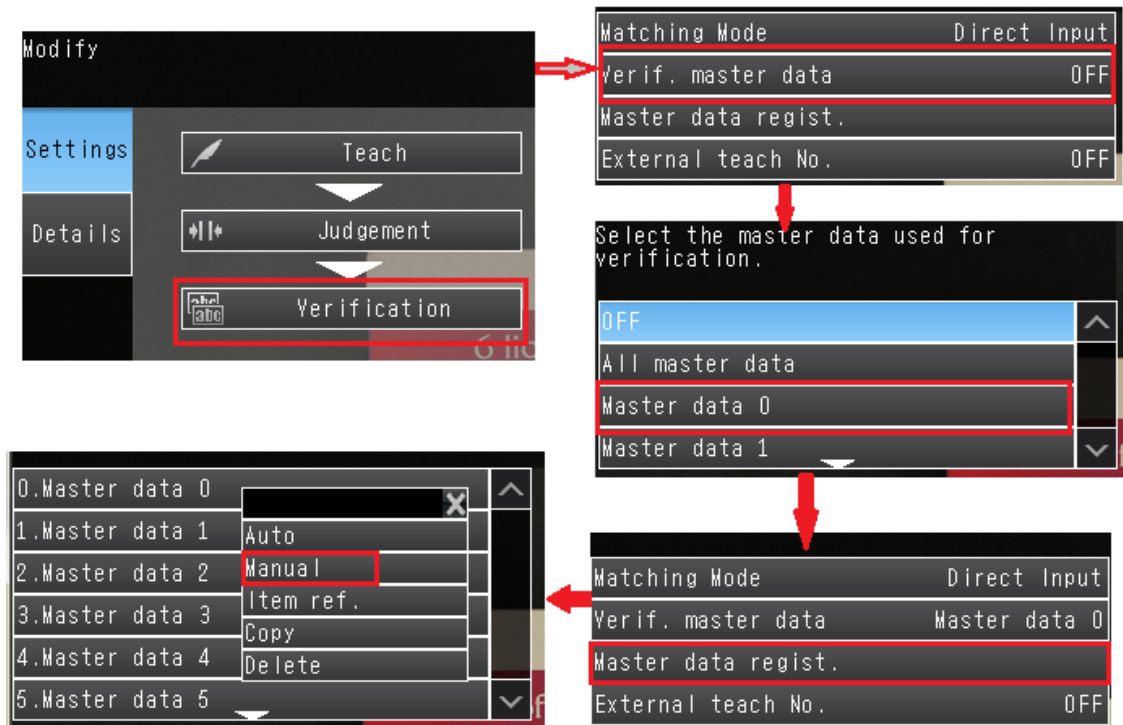 Modify
Settings
Details
Teach
Judgement
abc
abc
Verification
6 lic
Matching Mode Direct Input
Verif. master data OFF
Master data regist.
External teach No. OFF
Select the master data used for
verification.
OFF
All master data
Master data 0
Master data 1
Matching Mode Direct Input
Verif. master data Master data 0
Master data regist.
External teach No. OFF
0.Master data 0
1.Master data 1
2.Master data 2
3.Master data 3
4.Master data 4
5.Master data 5
X
Auto
Manual
Item ref.
Copy
Delete